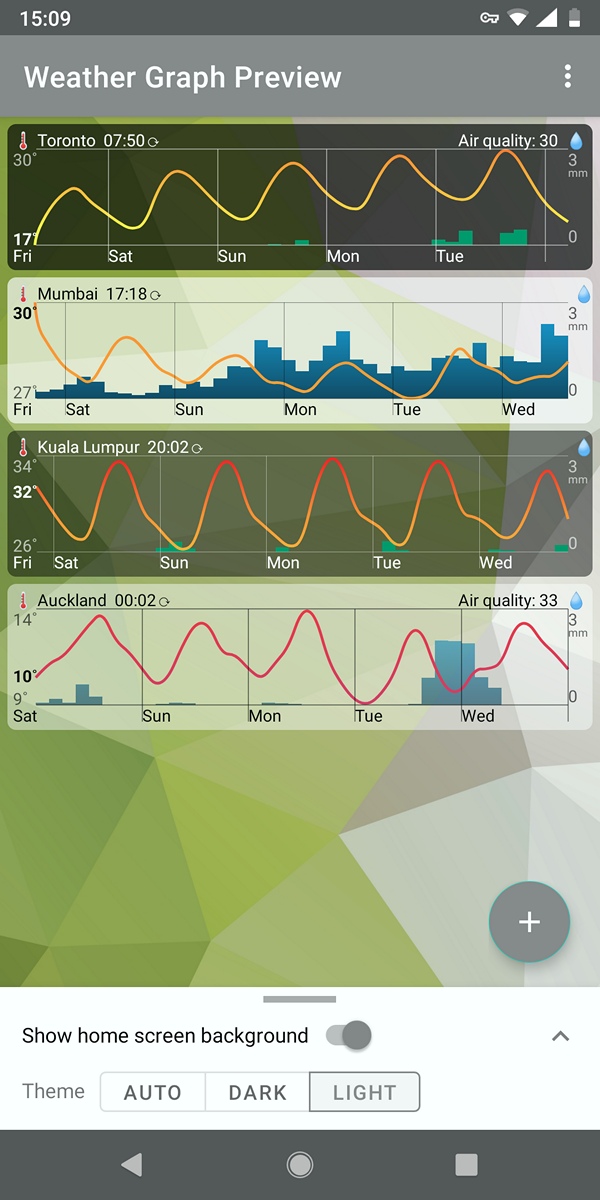 15:09
Weather Graph Preview
Toronto 07:50 Air quality: 30
30° 3
mm
17° 0
Fri Sat Sun Mon Tue
Mumbai 17:18
30° 3
mm
27° 0
Fri Sat Sun Mon Tue Wed
Kuala Lumpur 20:02
34° 3
mm
32°
26° 0
Fri Sat Sun Mon Tue Wed
Auckland 00:02 Air quality: 33
14° 3
mm
10°
9° 0
Sat Sun Mon Tue Wed
+
Show home screen background
Theme AUTO DARK LIGHT